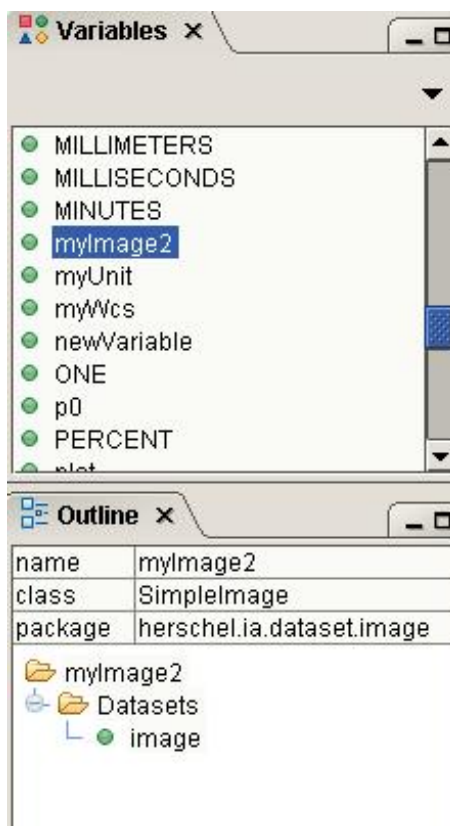 Variables
MILLIMETERS
MILLISECONDS
MINUTES
myImage2
myUnit
myWcs
newVariable
ONE
p0
PERCENT
Outline
name myImage2
class SimpleImage
package herschel.ia.dataset.image
myImage2
Datasets
image